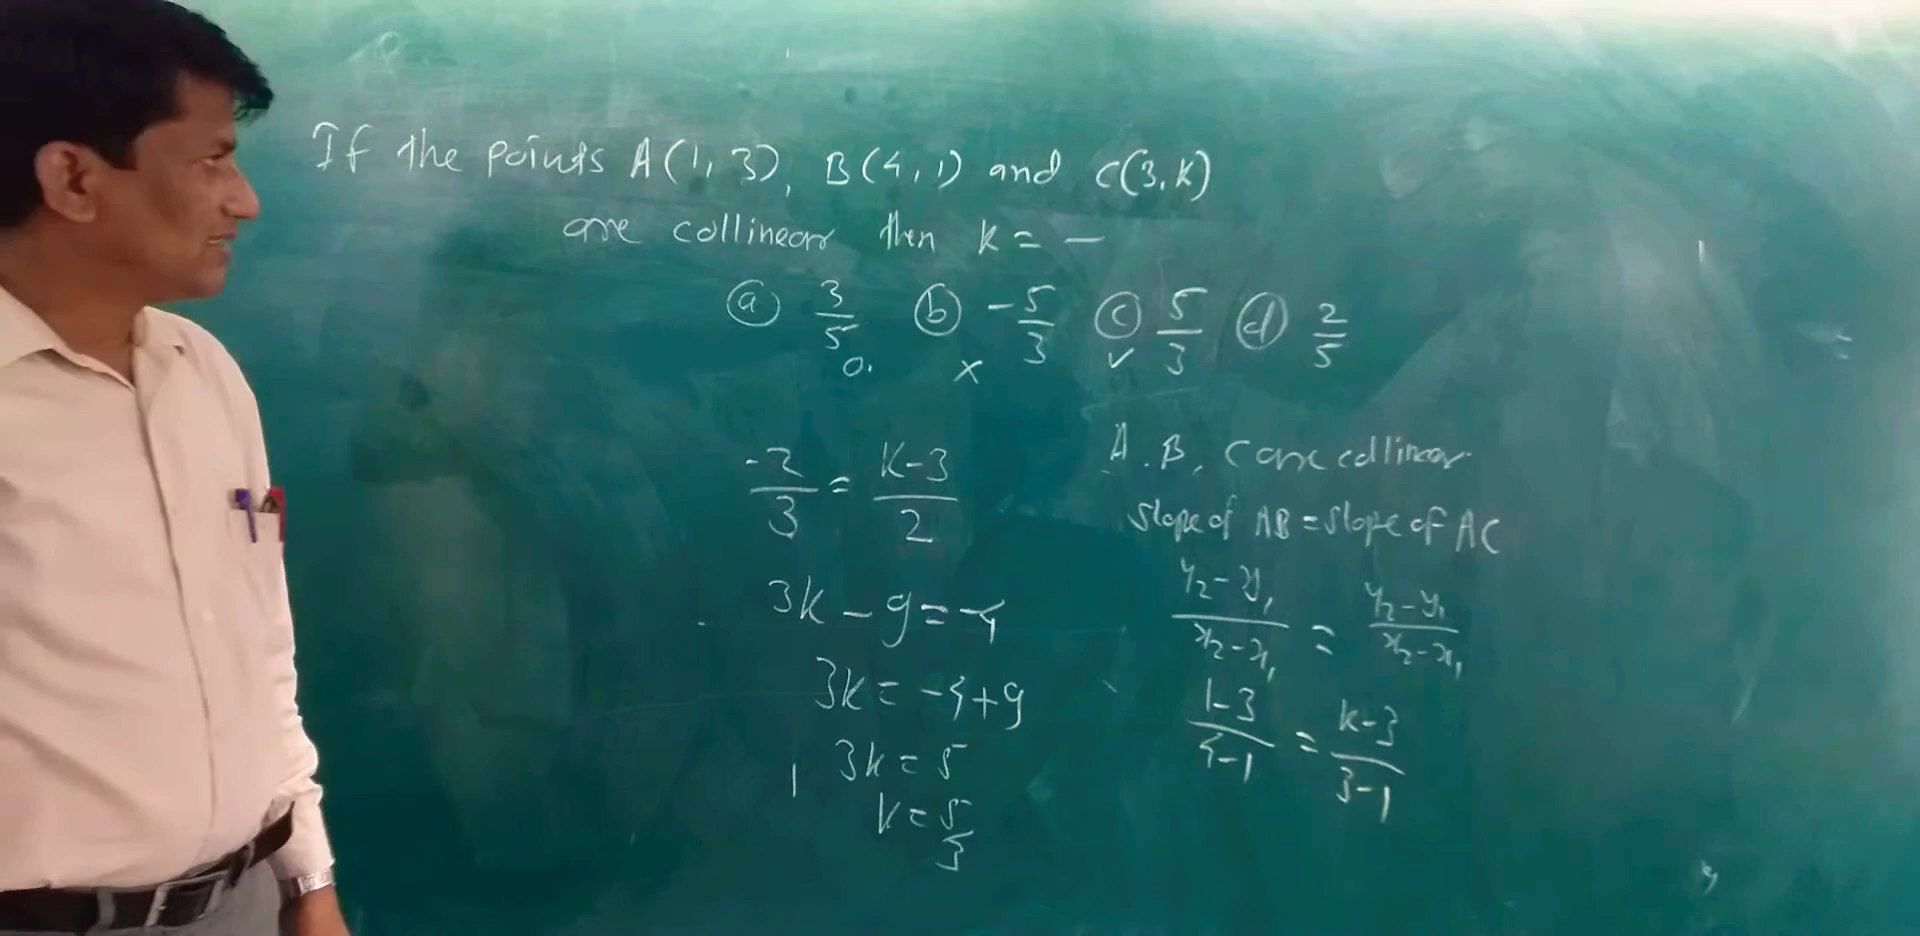 If the points A(1, 3), B(4, 1) and C(3, k)
are collinear then k = —
(a) 3/5 (b) -5/3 (c) 5/3 (d) 2/5
0. × ✓
A, B, C are collinear
Slope of AB = Slope of AC
y₂-y₁/x₂-x₁ = y₂-y₁/x₂-x₁
1-3/4-1 = k-3/3-1
-2/3 = k-3/2
3k - 9 = -4
3k = -4+9
3k = 5
k = 5/3